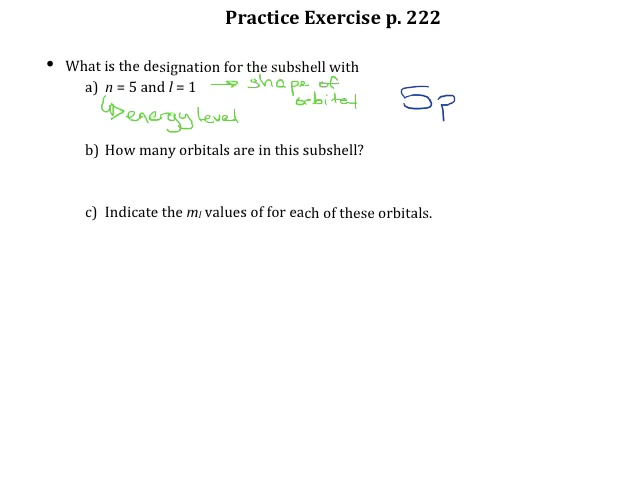 Practice Exercise p. 222
• What is the designation for the subshell with
a) n = 5 and l = 1 → shape of
orbital
5p
↳ energy level
b) How many orbitals are in this subshell?
c) Indicate the ml values of for each of these orbitals.